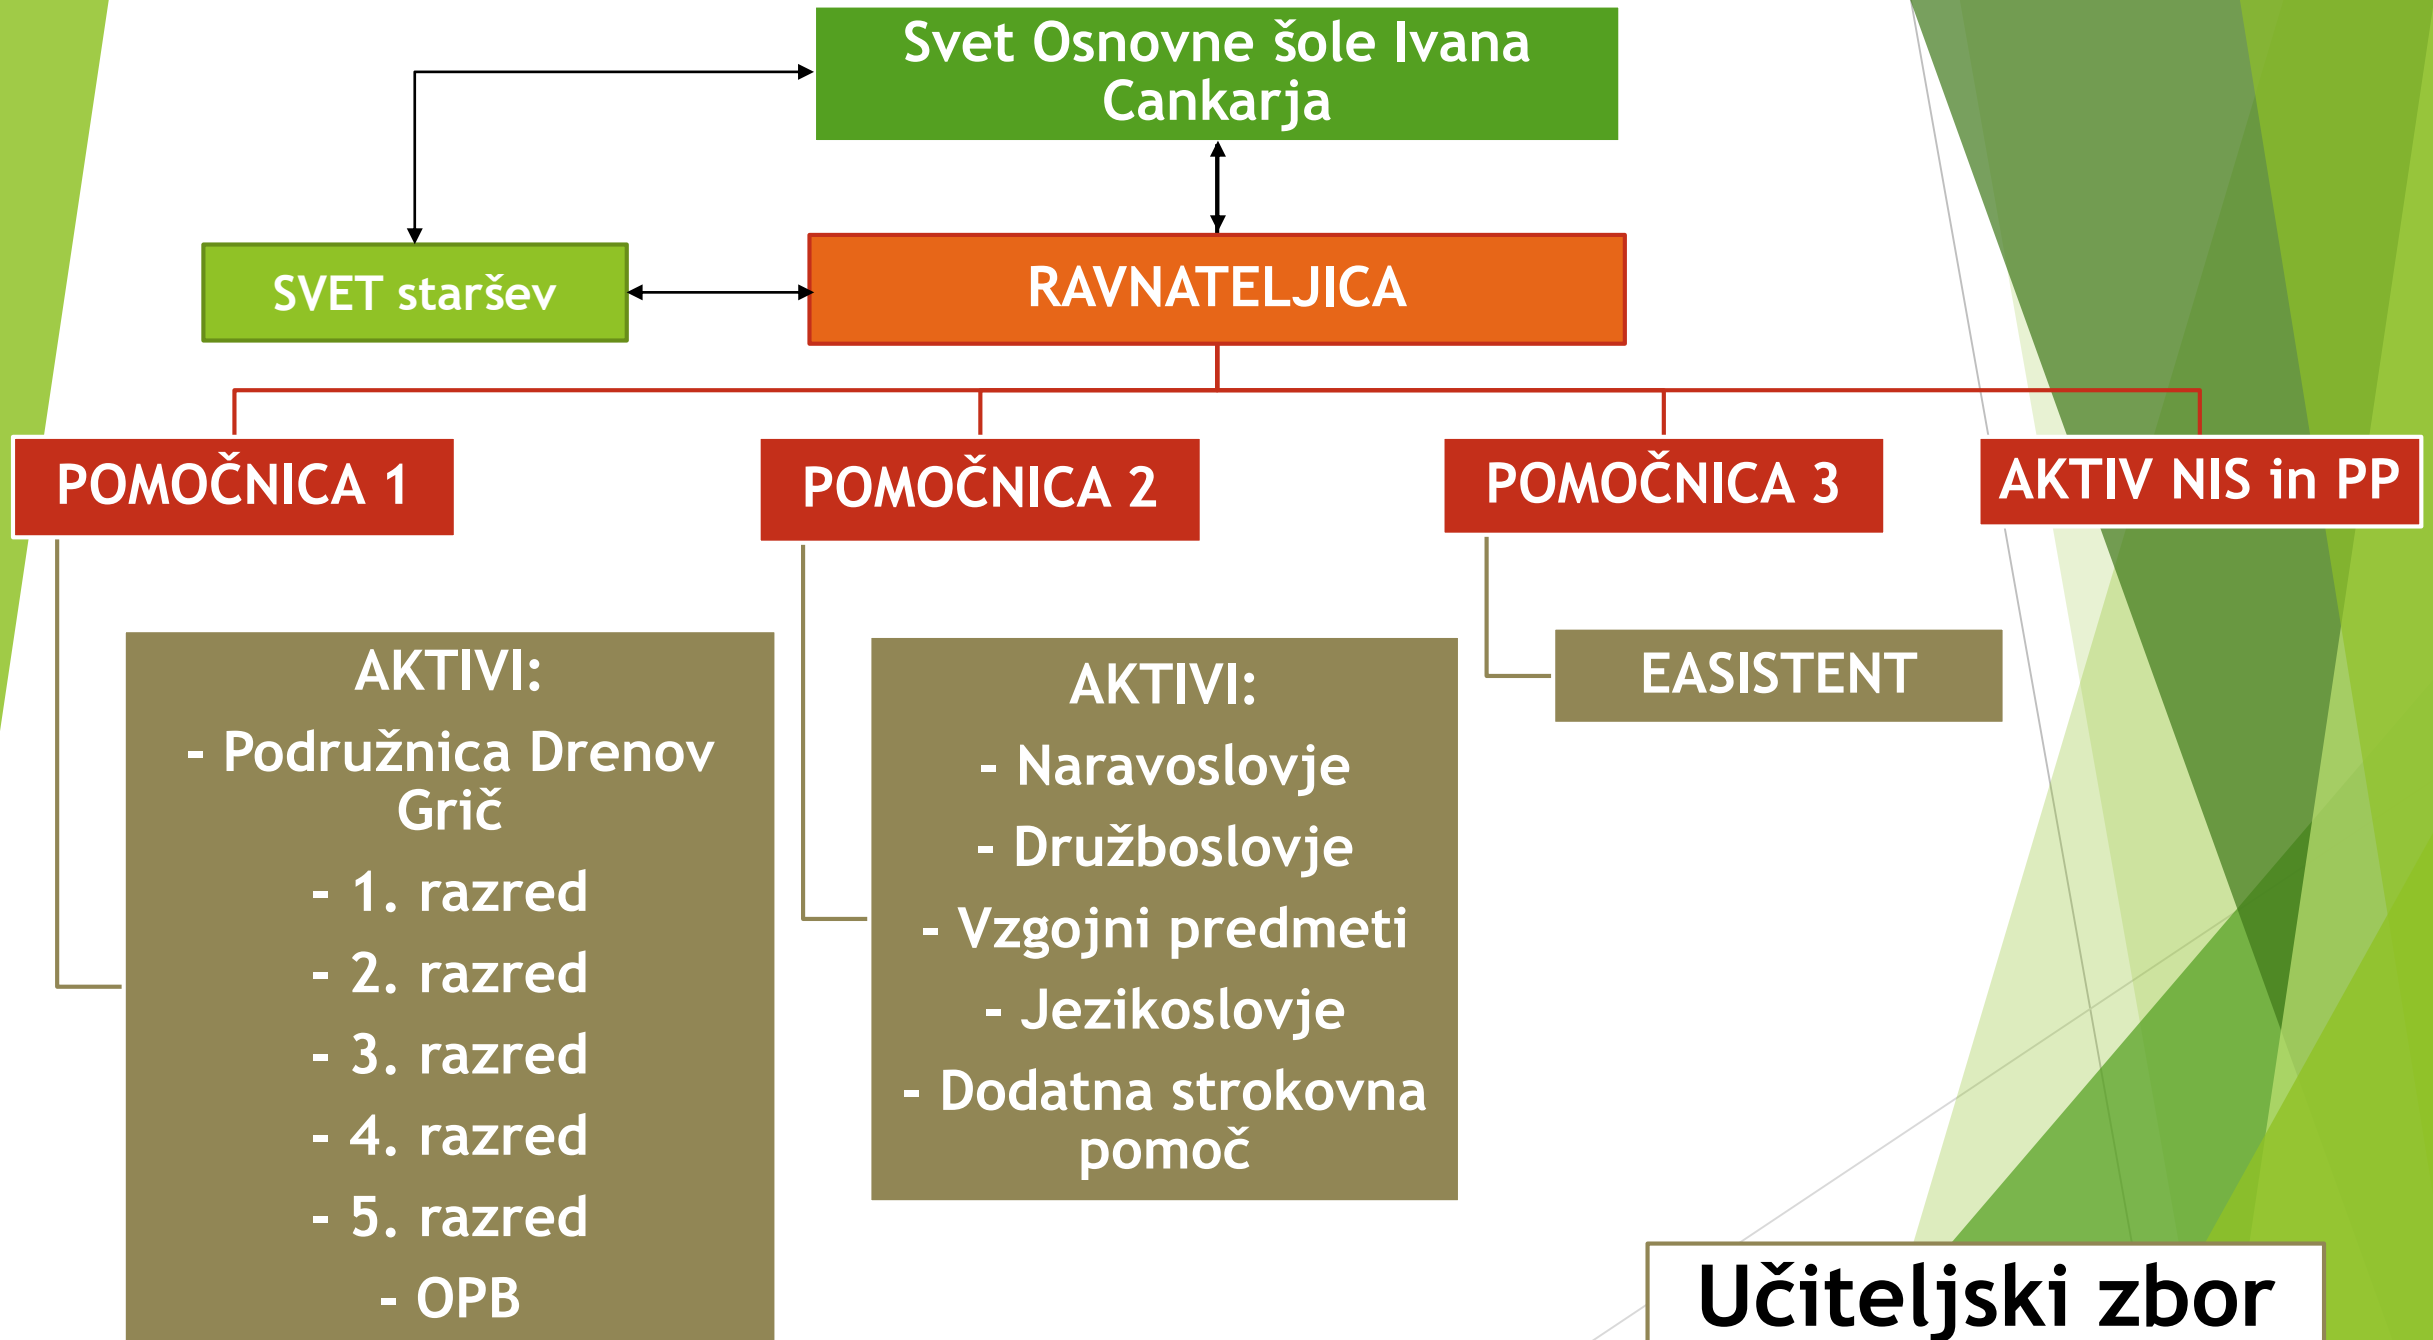 Svet Osnovne šole Ivana
Cankarja
SVET staršev
RAVNATELJICA
POMOČNICA 1
POMOČNICA 2
POMOČNICA 3
AKTIV NIS in PP
AKTIVI:
- Podružnica Drenov
Grič
- 1. razred
- 2. razred
- 3. razred
- 4. razred
- 5. razred
- OPB
AKTIVI:
- Naravoslovje
- Družboslovje
- Vzgojni predmeti
- Jezikoslovje
- Dodatna strokovna
pomoč
EASISTENT
Učiteljski zbor